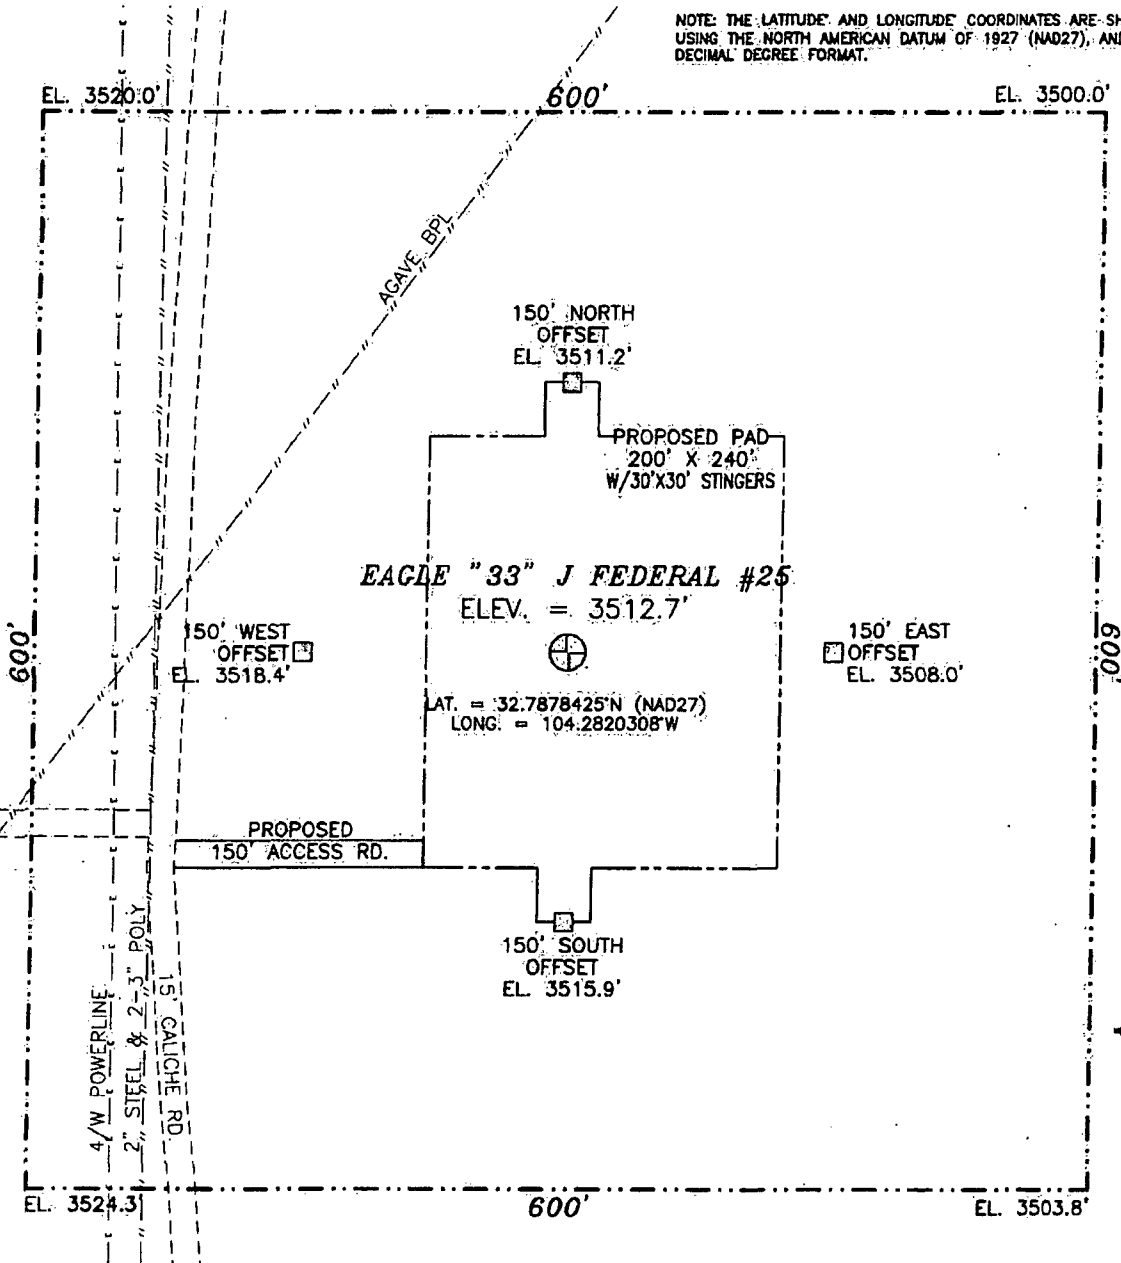 NOTE: THE LATITUDE AND LONGITUDE COORDINATES ARE
USING THE NORTH AMERICAN DATUM OF 1927 (NAD27),
DECIMAL DEGREE FORMAT.
EL. 3520.0'
600'
EL. 3500.0'
AGAVE BPL
150' NORTH
OFFSET
EL. 3511.2'
PROPOSED PAD
200' X 240'
W/30'X30' STINGERS
EAGLE "33" J FEDERAL #25
ELEV. = 3512.7'
600'
150' WEST
OFFSET
EL. 3518.4'
150' EAST
OFFSET
EL. 3508.0'
600'
LAT. = 32.7878425°N (NAD27)
LONG. = 104.2820308°W
PROPOSED
150' ACCESS RD.
150' SOUTH
OFFSET
EL. 3515.9'
4/W POWERLINE
2" STEEL & 2-3" POLY
15' CALICHE RD.
EL. 3524.3'
600'
EL. 3503.8'